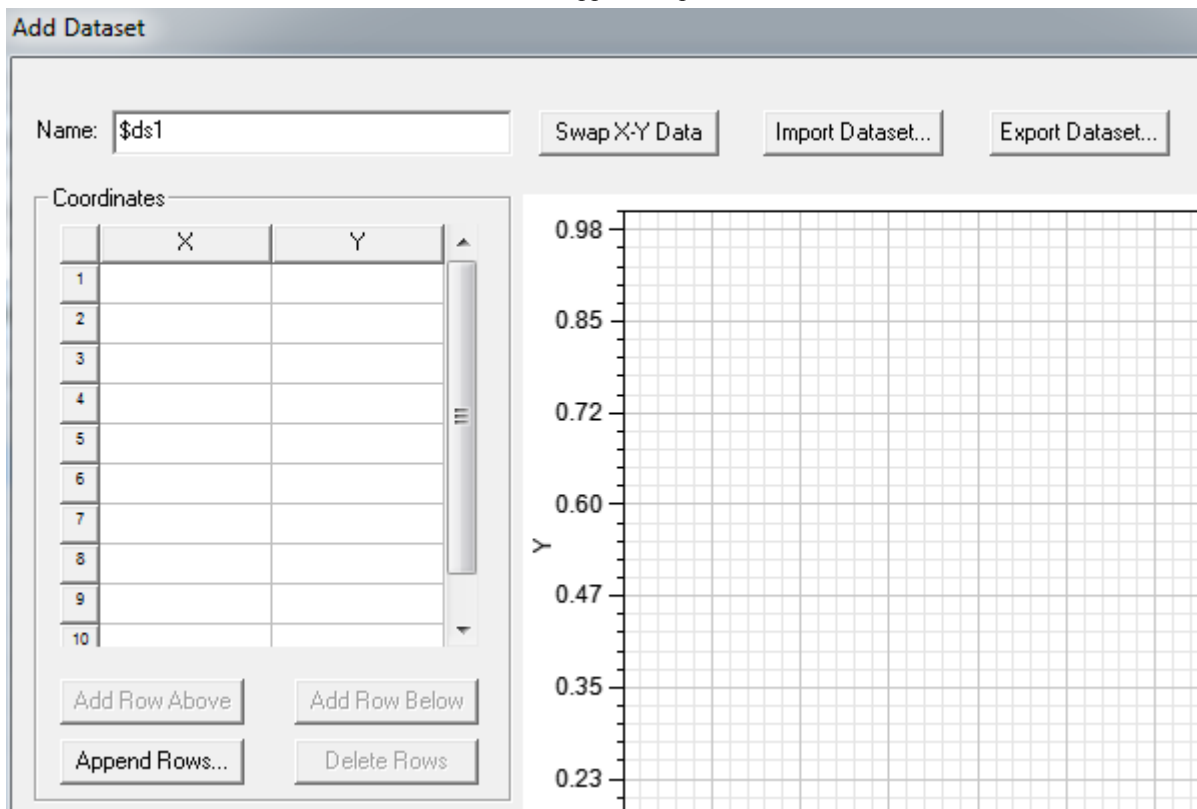 Add Dataset
Name: $ds1
Swap X-Y Data
Import Dataset...
Export Dataset...
Coordinates
X Y
1
2
3
4
5
6
7
8
9
10
Add Row Above
Add Row Below
Append Rows...
Delete Rows
0.98
0.85
0.72
0.60
Y
0.47
0.35
0.23